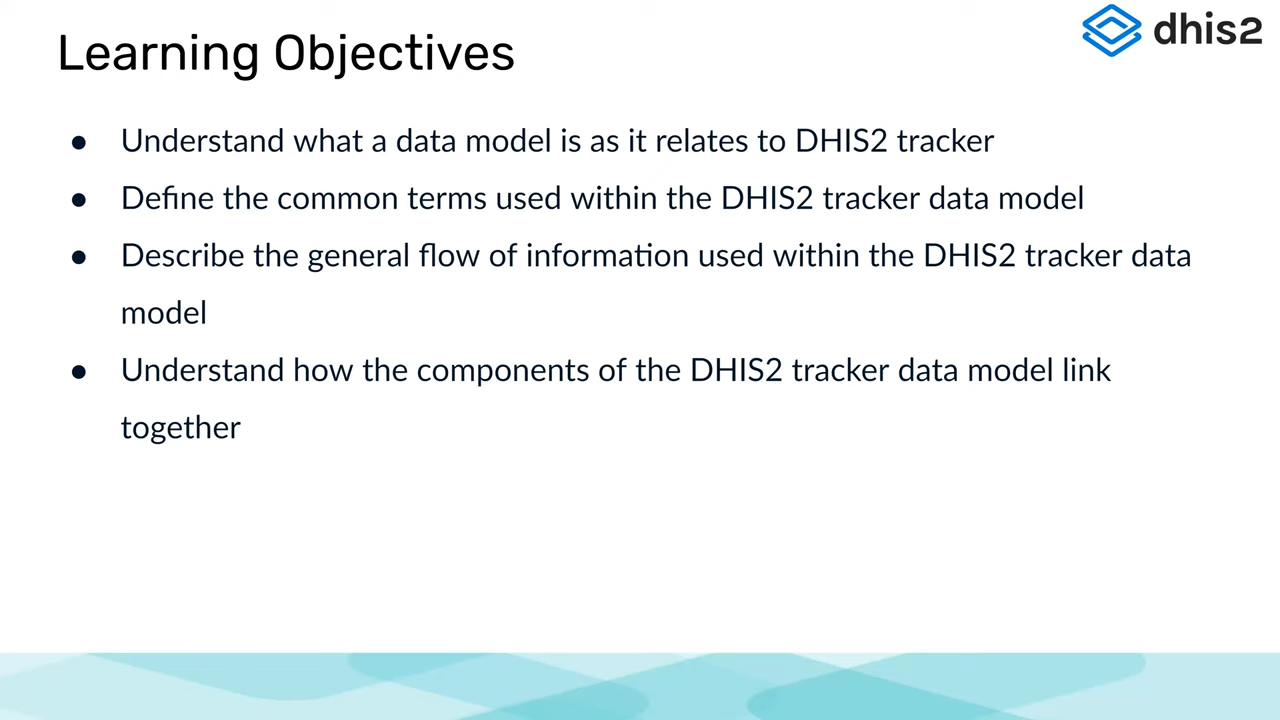 Learning Objectives
dhis2
● Understand what a data model is as it relates to DHIS2 tracker
● Define the common terms used within the DHIS2 tracker data model
● Describe the general flow of information used within the DHIS2 tracker data
model
● Understand how the components of the DHIS2 tracker data model link
together